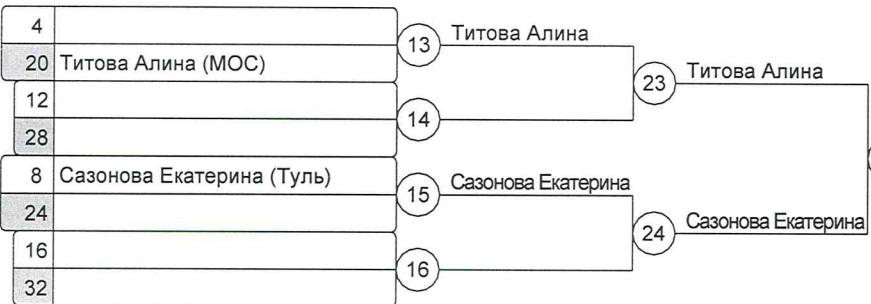 4
13 Титова Алина
20 Титова Алина (МОС)
23 Титова Алина
12
14
28
8 Сазонова Екатерина (Туль)
15 Сазонова Екатерина
24
24 Сазонова Екатерина
16
16
32